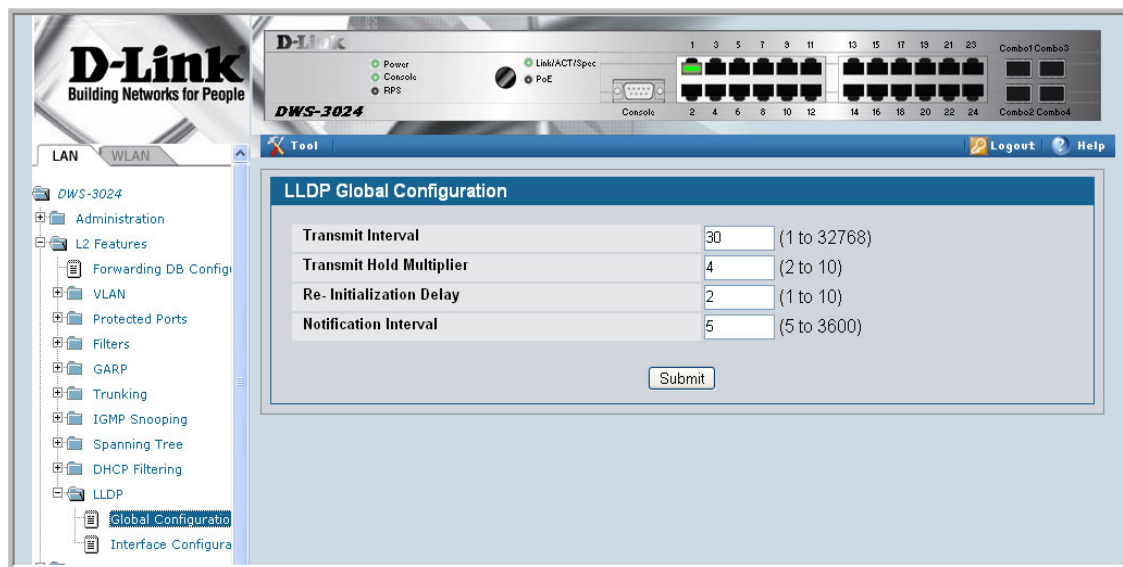 D-Link
Building Networks for People
LAN
WLAN
DWS-3024
Administration
L2 Features
Forwarding DB Configu
VLAN
Protected Ports
Filters
GARP
Trunking
IGMP Snooping
Spanning Tree
DHCP Filtering
LLDP
Global Configuratio
Interface Configura
D-Link
Power
Console
RPS
Link/ACT/Spec
PoE
DWS-3024
Console
1 3 5 7 9 11 13 15 17 19 21 23
Combo1 Combo3
2 4 6 8 10 12 14 16 18 20 22 24
Combo2 Combo4
Tool
Logout
Help
LLDP Global Configuration
Transmit Interval 30 (1 to 32768)
Transmit Hold Multiplier 4 (2 to 10)
Re- Initialization Delay 2 (1 to 10)
Notification Interval 5 (5 to 3600)
Submit